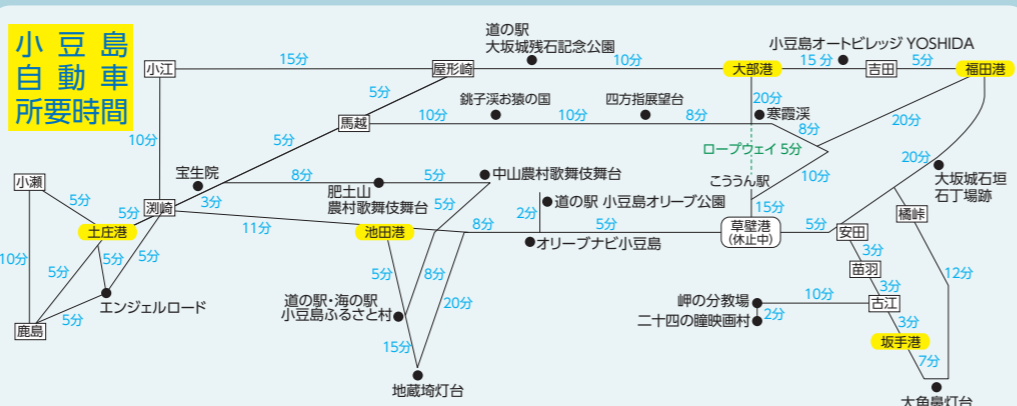 小豆島
自動車
所要時間
道の駅
大坂城残石記念公園
小豆島オートビレッジ YOSHIDA
小江
15分
屋形崎
10分
大部港
15分
吉田
5分
福田港
5分
馬越
銚子渓お猿の国
四方指展望台
20分
寒霞渓
10分
10分
8分
8分
20分
10分
5分
ロープウェイ 5分
宝生院
小瀬
8分
5分
中山農村歌舞伎舞台
こううん駅
10分
20分
大坂城石垣
石丁場跡
5分
3分
肥土山
農村歌舞伎舞台
5分
道の駅 小豆島オリーブ公園
15分
橘峠
渕崎
5分
土庄港
11分
池田港
8分
2分
5分
草壁港
(休止中)
5分
安田
オリーブナビ小豆島
3分
10分
5分
5分
5分
5分
8分
20分
苗羽
12分
エンジェルロード
道の駅・海の駅
小豆島ふるさと村
岬の分教場
10分
3分
古江
5分
鹿島
二十四の瞳映画村
2分
3分
坂手港
15分
7分
地蔵埼灯台
大角鼻灯台